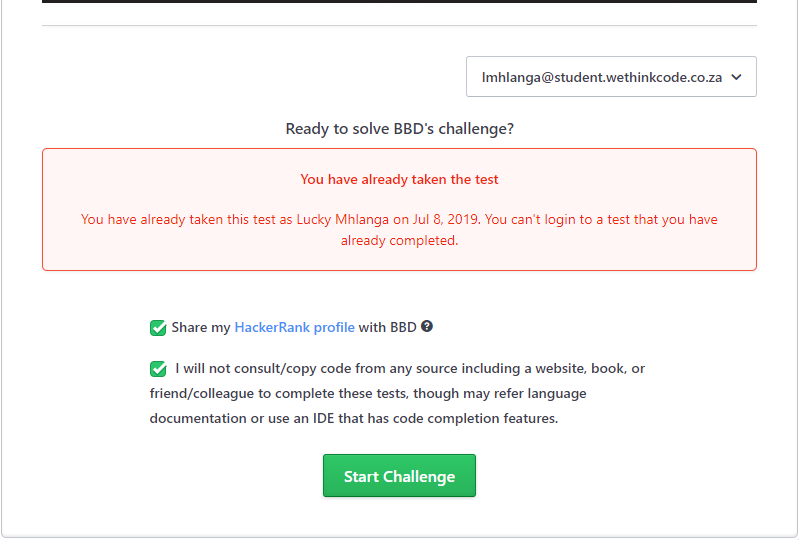 lmhlanga@student.wethinkcode.co.za
Ready to solve BBD's challenge?
You have already taken the test
You have already taken this test as Lucky Mhlanga on Jul 8, 2019. You can't login to a test that you have
already completed.
Share my HackerRank profile with BBD ?
I will not consult/copy code from any source including a website, book, or
friend/colleague to complete these tests, though may refer language
documentation or use an IDE that has code completion features.
Start Challenge